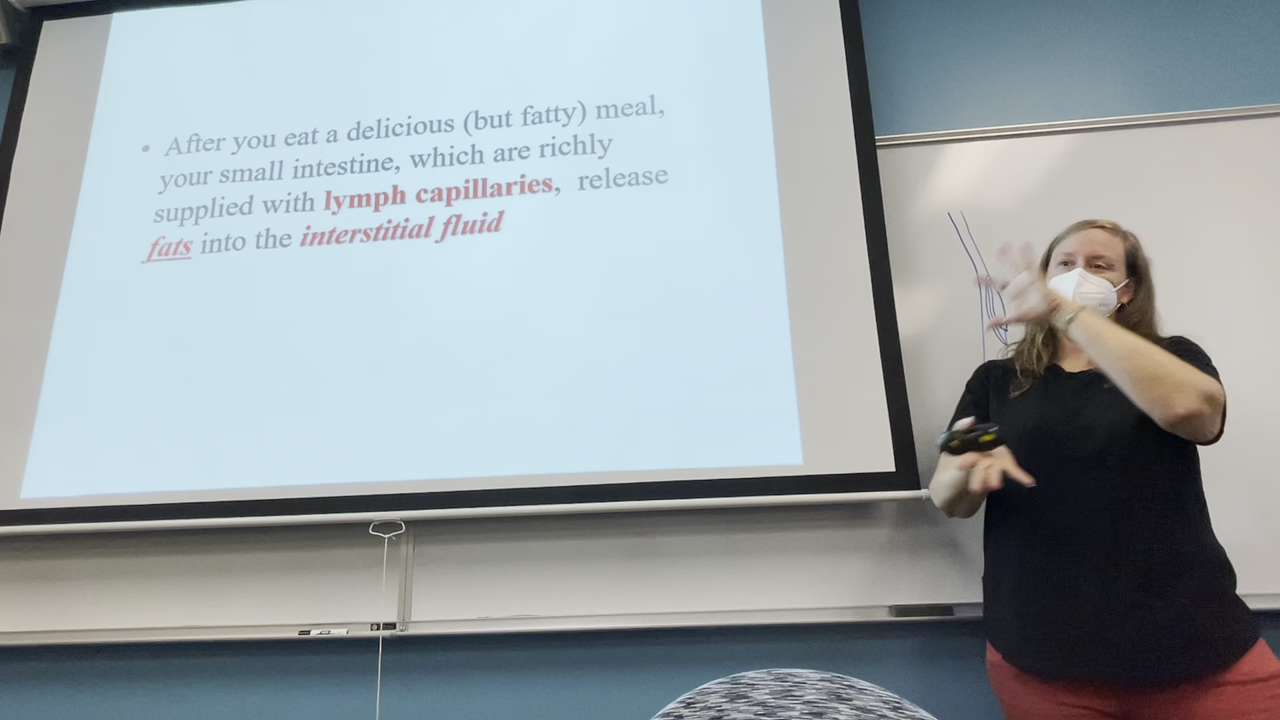 • After you eat a delicious (but fatty) meal,
your small intestine, which are richly
supplied with lymph capillaries, release
fats into the interstitial fluid